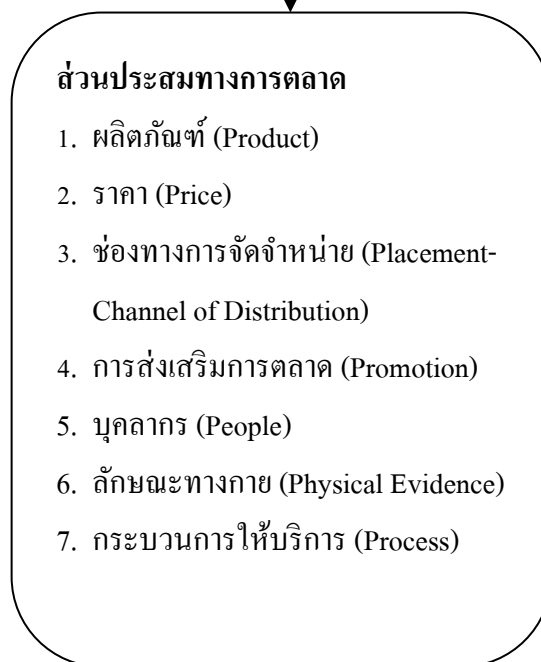 ส่วนประสมทางการตลาด
1. ผลิตภัณฑ์ (Product)
2. ราคา (Price)
3. ช่องทางการจัดจำหน่าย (Placement-
Channel of Distribution)
4. การส่งเสริมการตลาด (Promotion)
5. บุคลากร (People)
6. ลักษณะทางกาย (Physical Evidence)
7. กระบวนการให้บริการ (Process)